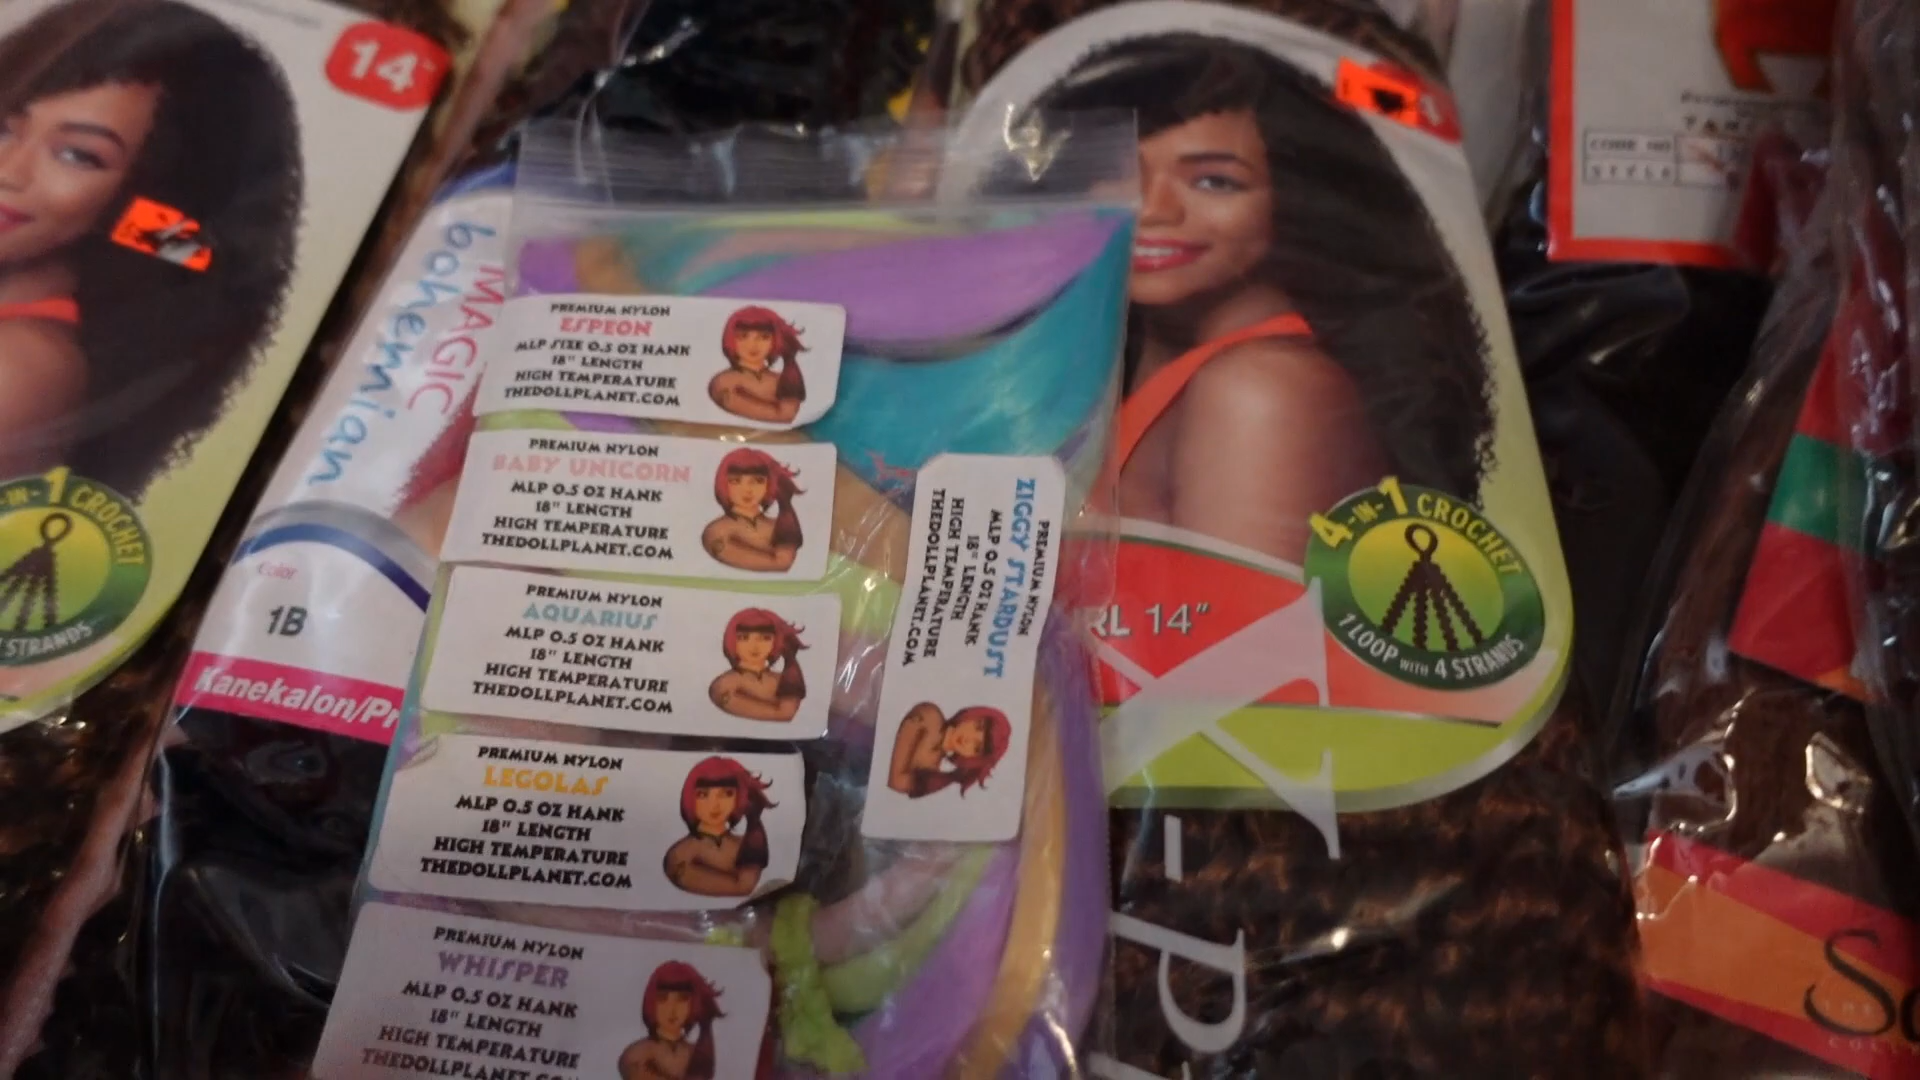 14"
MAGIC
bohemian
Color
1B
Kanekalon/Pr
-IN-1 CROCHET
4 STRANDS
PREMIUM NYLON
ESPEON
MLP SIZE 0.5 OZ HANK
18" LENGTH
HIGH TEMPERATURE
THEDOLLPLANET.COM
PREMIUM NYLON
BABY UNICORN
MLP 0.5 OZ HANK
18" LENGTH
HIGH TEMPERATURE
THEDOLLPLANET.COM
PREMIUM NYLON
AQUARIUS
MLP 0.5 OZ HANK
18" LENGTH
HIGH TEMPERATURE
THEDOLLPLANET.COM
PREMIUM NYLON
LEGOLAS
MLP 0.5 OZ HANK
18" LENGTH
HIGH TEMPERATURE
THEDOLLPLANET.COM
PREMIUM NYLON
WHISPER
MLP 0.5 OZ HANK
18" LENGTH
HIGH TEMPERATURE
THEDOLLPLANET.CO
PREMIUM NYLON
ZIGGY STARDUST
MLP 0.5 OZ HANK
18" LENGTH
HIGH TEMPERATURE
THEDOLLPLANET.COM
RL 14"
4-IN-1 CROCHET
1 LOOP WITH 4 STRANDS
X-P
CODE NO
STYLE